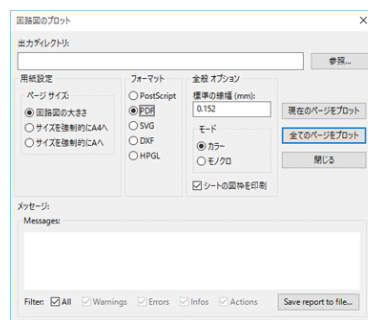 回路図のプロット
出力ディレクトリ:
参照...
用紙設定
ページ サイズ:
回路図の大きさ
サイズを強制的にA4へ
サイズを強制的にAへ
フォーマット
PostScript
PDF
SVG
DXF
HPGL
全般 オプション
標準の線幅 (mm):
0.152
モード
カラー
モノクロ
シートの図枠を印刷
現在のページをプロット
全てのページをプロット
閉じる
メッセージ:
Messages:
Filter: All Warnings Errors Infos Actions
Save report to file...